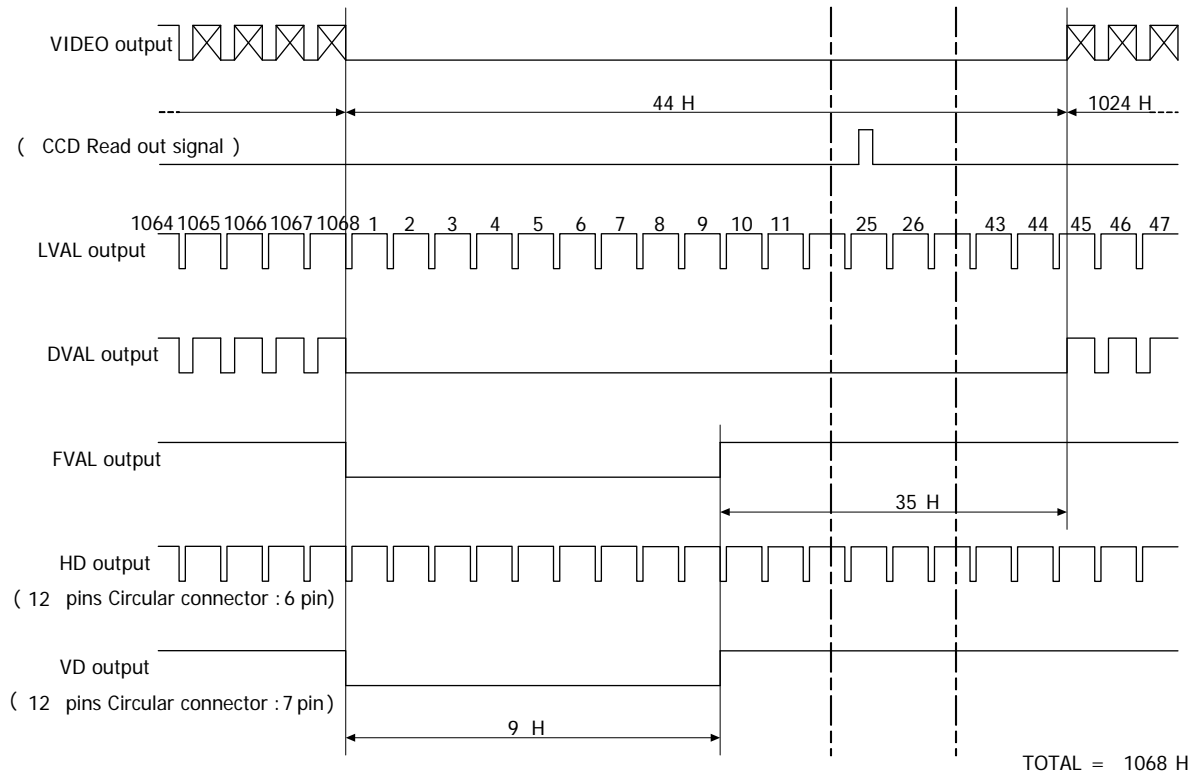 VIDEO output
44 H
1024 H
( CCD Read out signal )
1064 1065 1066 1067 1068 1 2 3 4 5 6 7 8 9 10 11 25 26 43 44 45 46 47
LVAL output
DVAL output
FVAL output
35 H
HD output
( 12 pins Circular connector : 6 pin)
VD output
( 12 pins Circular connector : 7 pin)
9 H
TOTAL = 1068 H